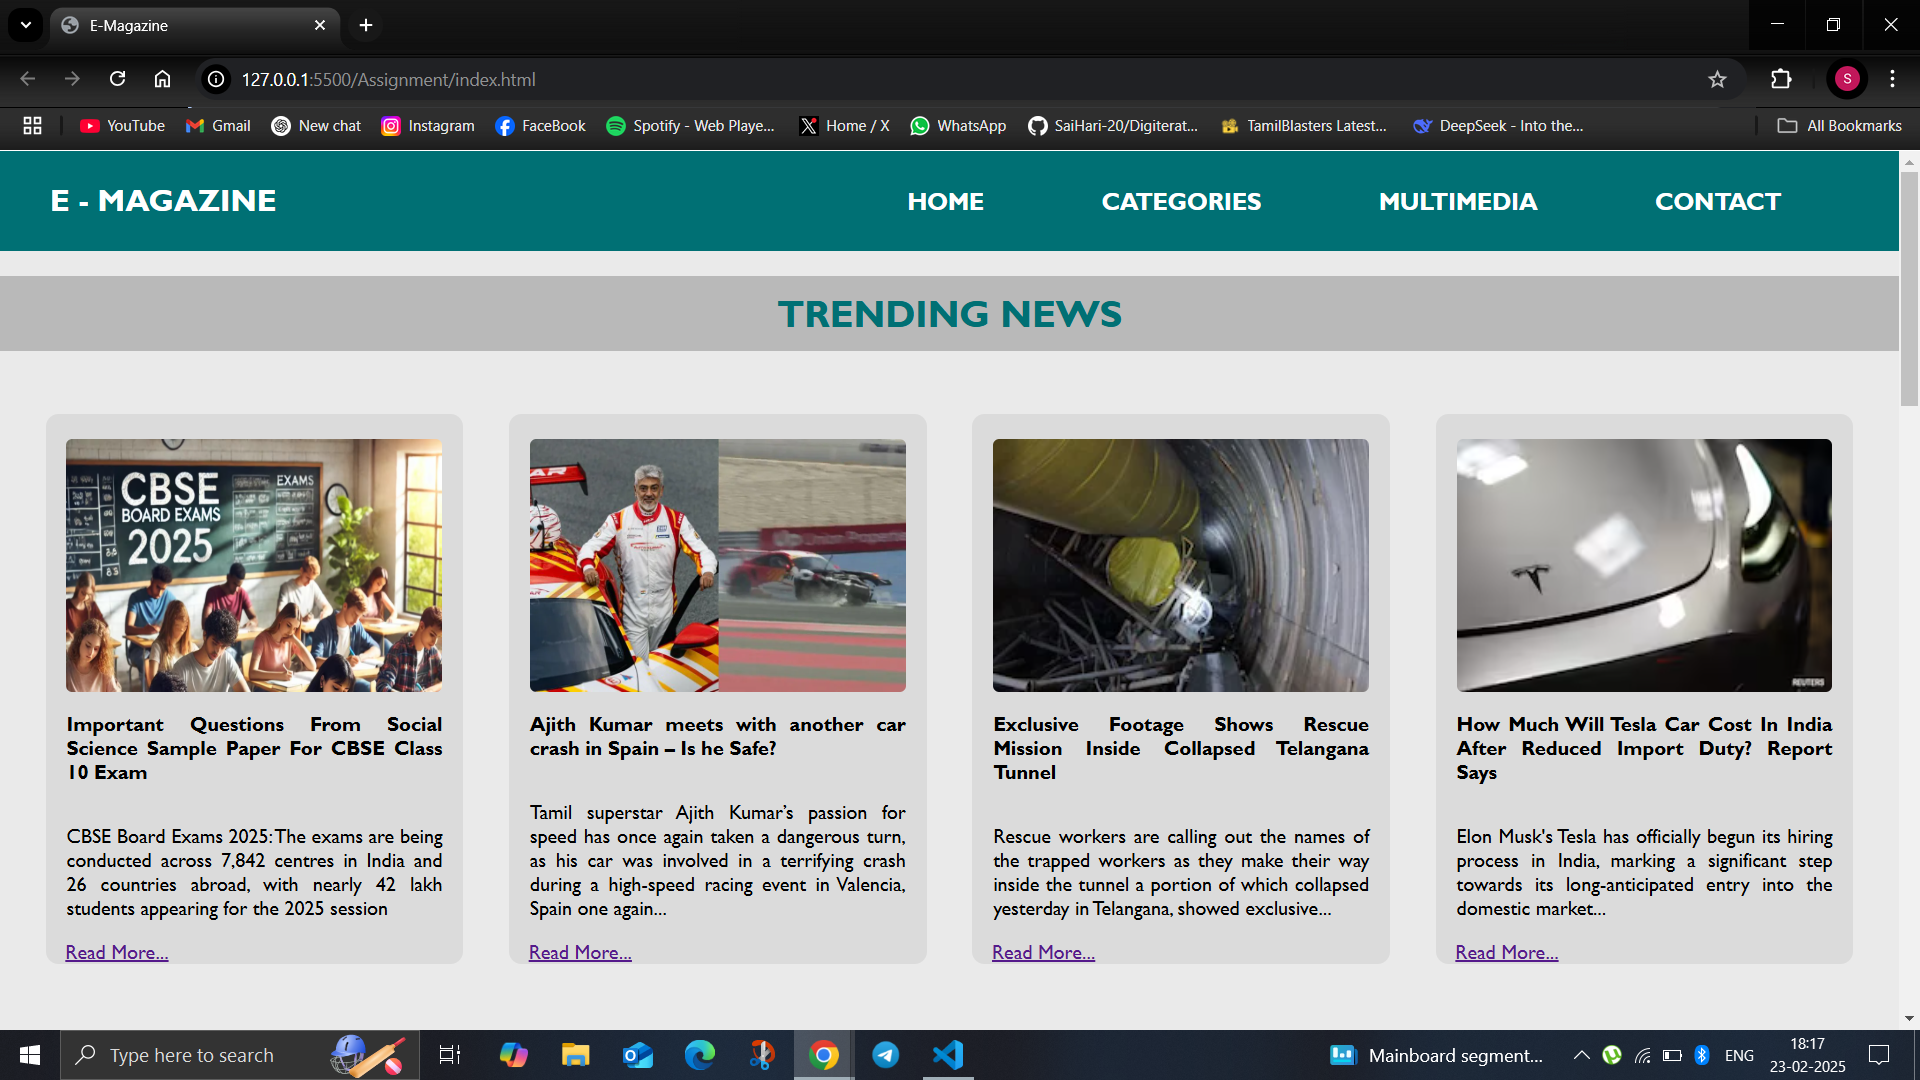 E-Magazine
127.0.0.1:5500/Assignment/index.html
S
YouTube
Gmail
New chat
Instagram
FaceBook
Spotify - Web Playe...
Home / X
WhatsApp
SaiHari-20/Digiterat...
TamilBlasters Latest...
DeepSeek - Into the...
All Bookmarks
E - MAGAZINE
HOME
CATEGORIES
MULTIMEDIA
CONTACT
TRENDING NEWS
CBSE
BOARD EXAMS
2025
EXAMS
Important Questions From Social
Science Sample Paper For CBSE Class
10 Exam
CBSE Board Exams 2025: The exams are being
conducted across 7,842 centres in India and
26 countries abroad, with nearly 42 lakh
students appearing for the 2025 session
Read More...
Ajith Kumar meets with another car
crash in Spain – Is he Safe?
Tamil superstar Ajith Kumar’s passion for
speed has once again taken a dangerous turn,
as his car was involved in a terrifying crash
during a high-speed racing event in Valencia,
Spain one again...
Read More...
Exclusive Footage Shows Rescue
Mission Inside Collapsed Telangana
Tunnel
Rescue workers are calling out the names of
the trapped workers as they make their way
inside the tunnel a portion of which collapsed
yesterday in Telangana, showed exclusive...
Read More...
REUTERS
How Much Will Tesla Car Cost In India
After Reduced Import Duty? Report
Says
Elon Musk's Tesla has officially begun its hiring
process in India, marking a significant step
towards its long-anticipated entry into the
domestic market...
Read More...
Type here to search
Mainboard segment...
ENG
18:17
23-02-2025